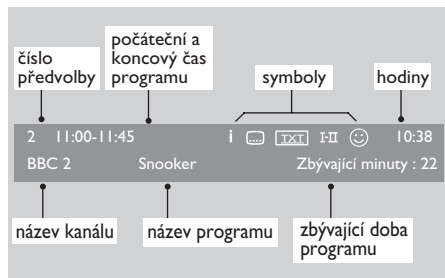 číslo
předvolby
počáteční a
koncový čas
programu
symboly
hodiny
2 11:00-11:45 i TXT I-II 10:38
BBC 2 Snooker Zbývající minuty : 22
název kanálu
název programu
zbývající doba
programu